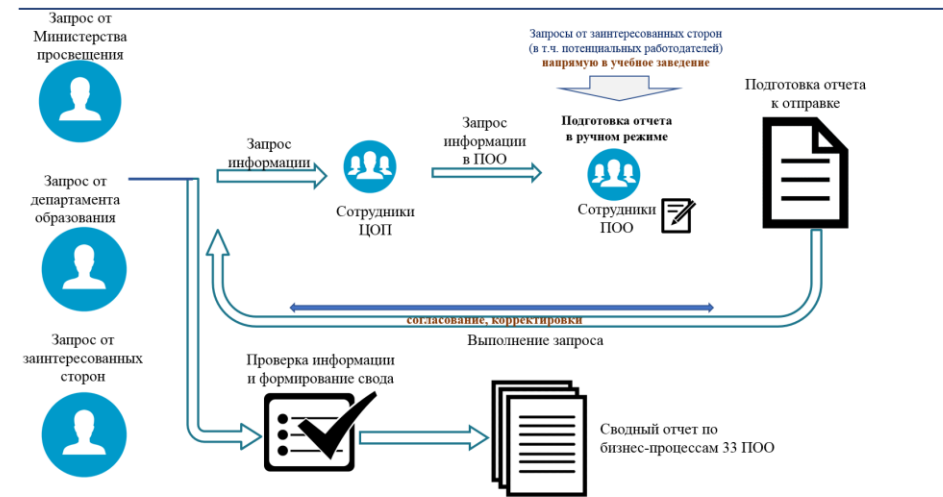 Запрос от
Министерства
просвещения
Запросы от заинтересованных сторон
(в т.ч. потенциальных работодателей)
напрямую в учебное заведение
Подготовка отчета
к отправке
Запрос
информации
Запрос
информации
в ПОО
Подготовка отчета
в ручном режиме
Запрос от
департамента
образования
Сотрудники
ЦОП
Сотрудники
ПОО
согласование, корректировки
Выполнение запроса
Запрос от
заинтересованных
сторон
Проверка информации
и формирование свода
Сводный отчет по
бизнес-процессам 33 ПОО